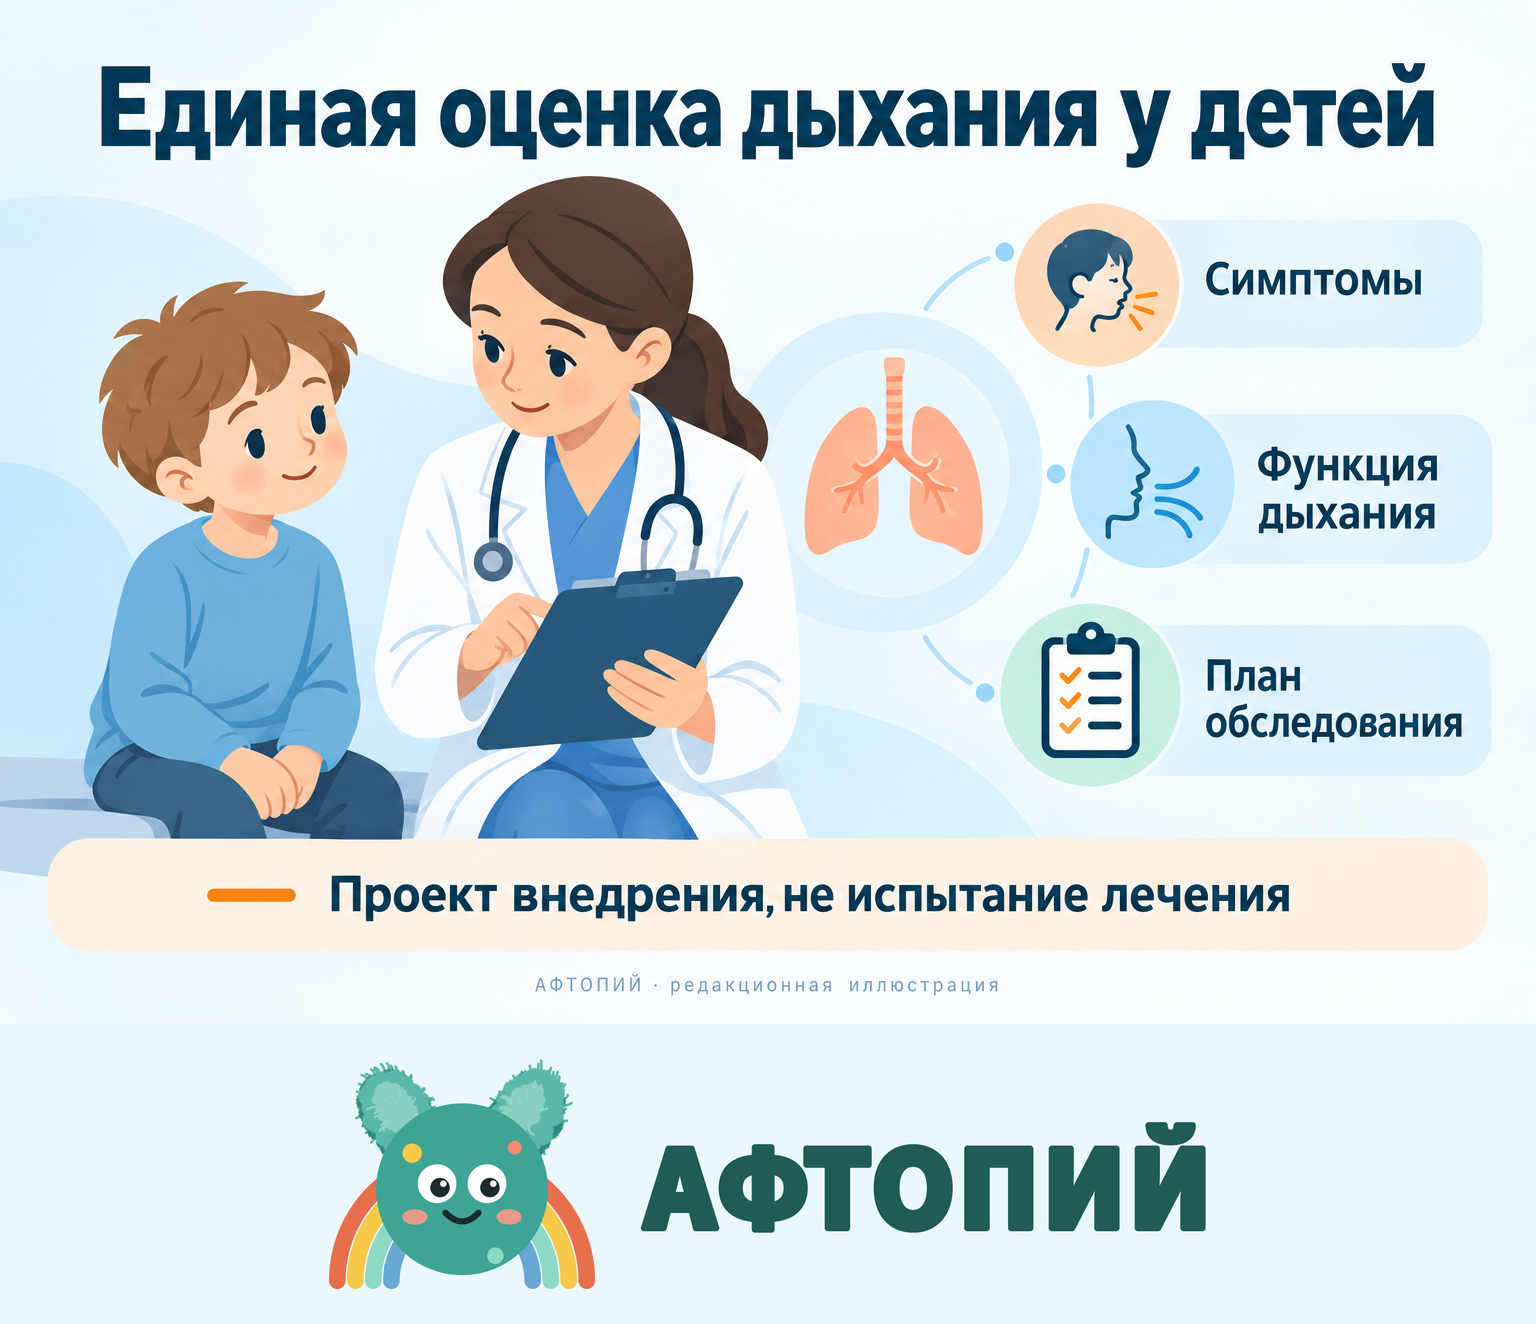 Единая оценка дыхания у детей
Симптомы
Функция
дыхания
План
обследования
Проект внедрения, не испытание лечения
АФТОПИЙ · редакционная иллюстрация
АФТОПИЙ